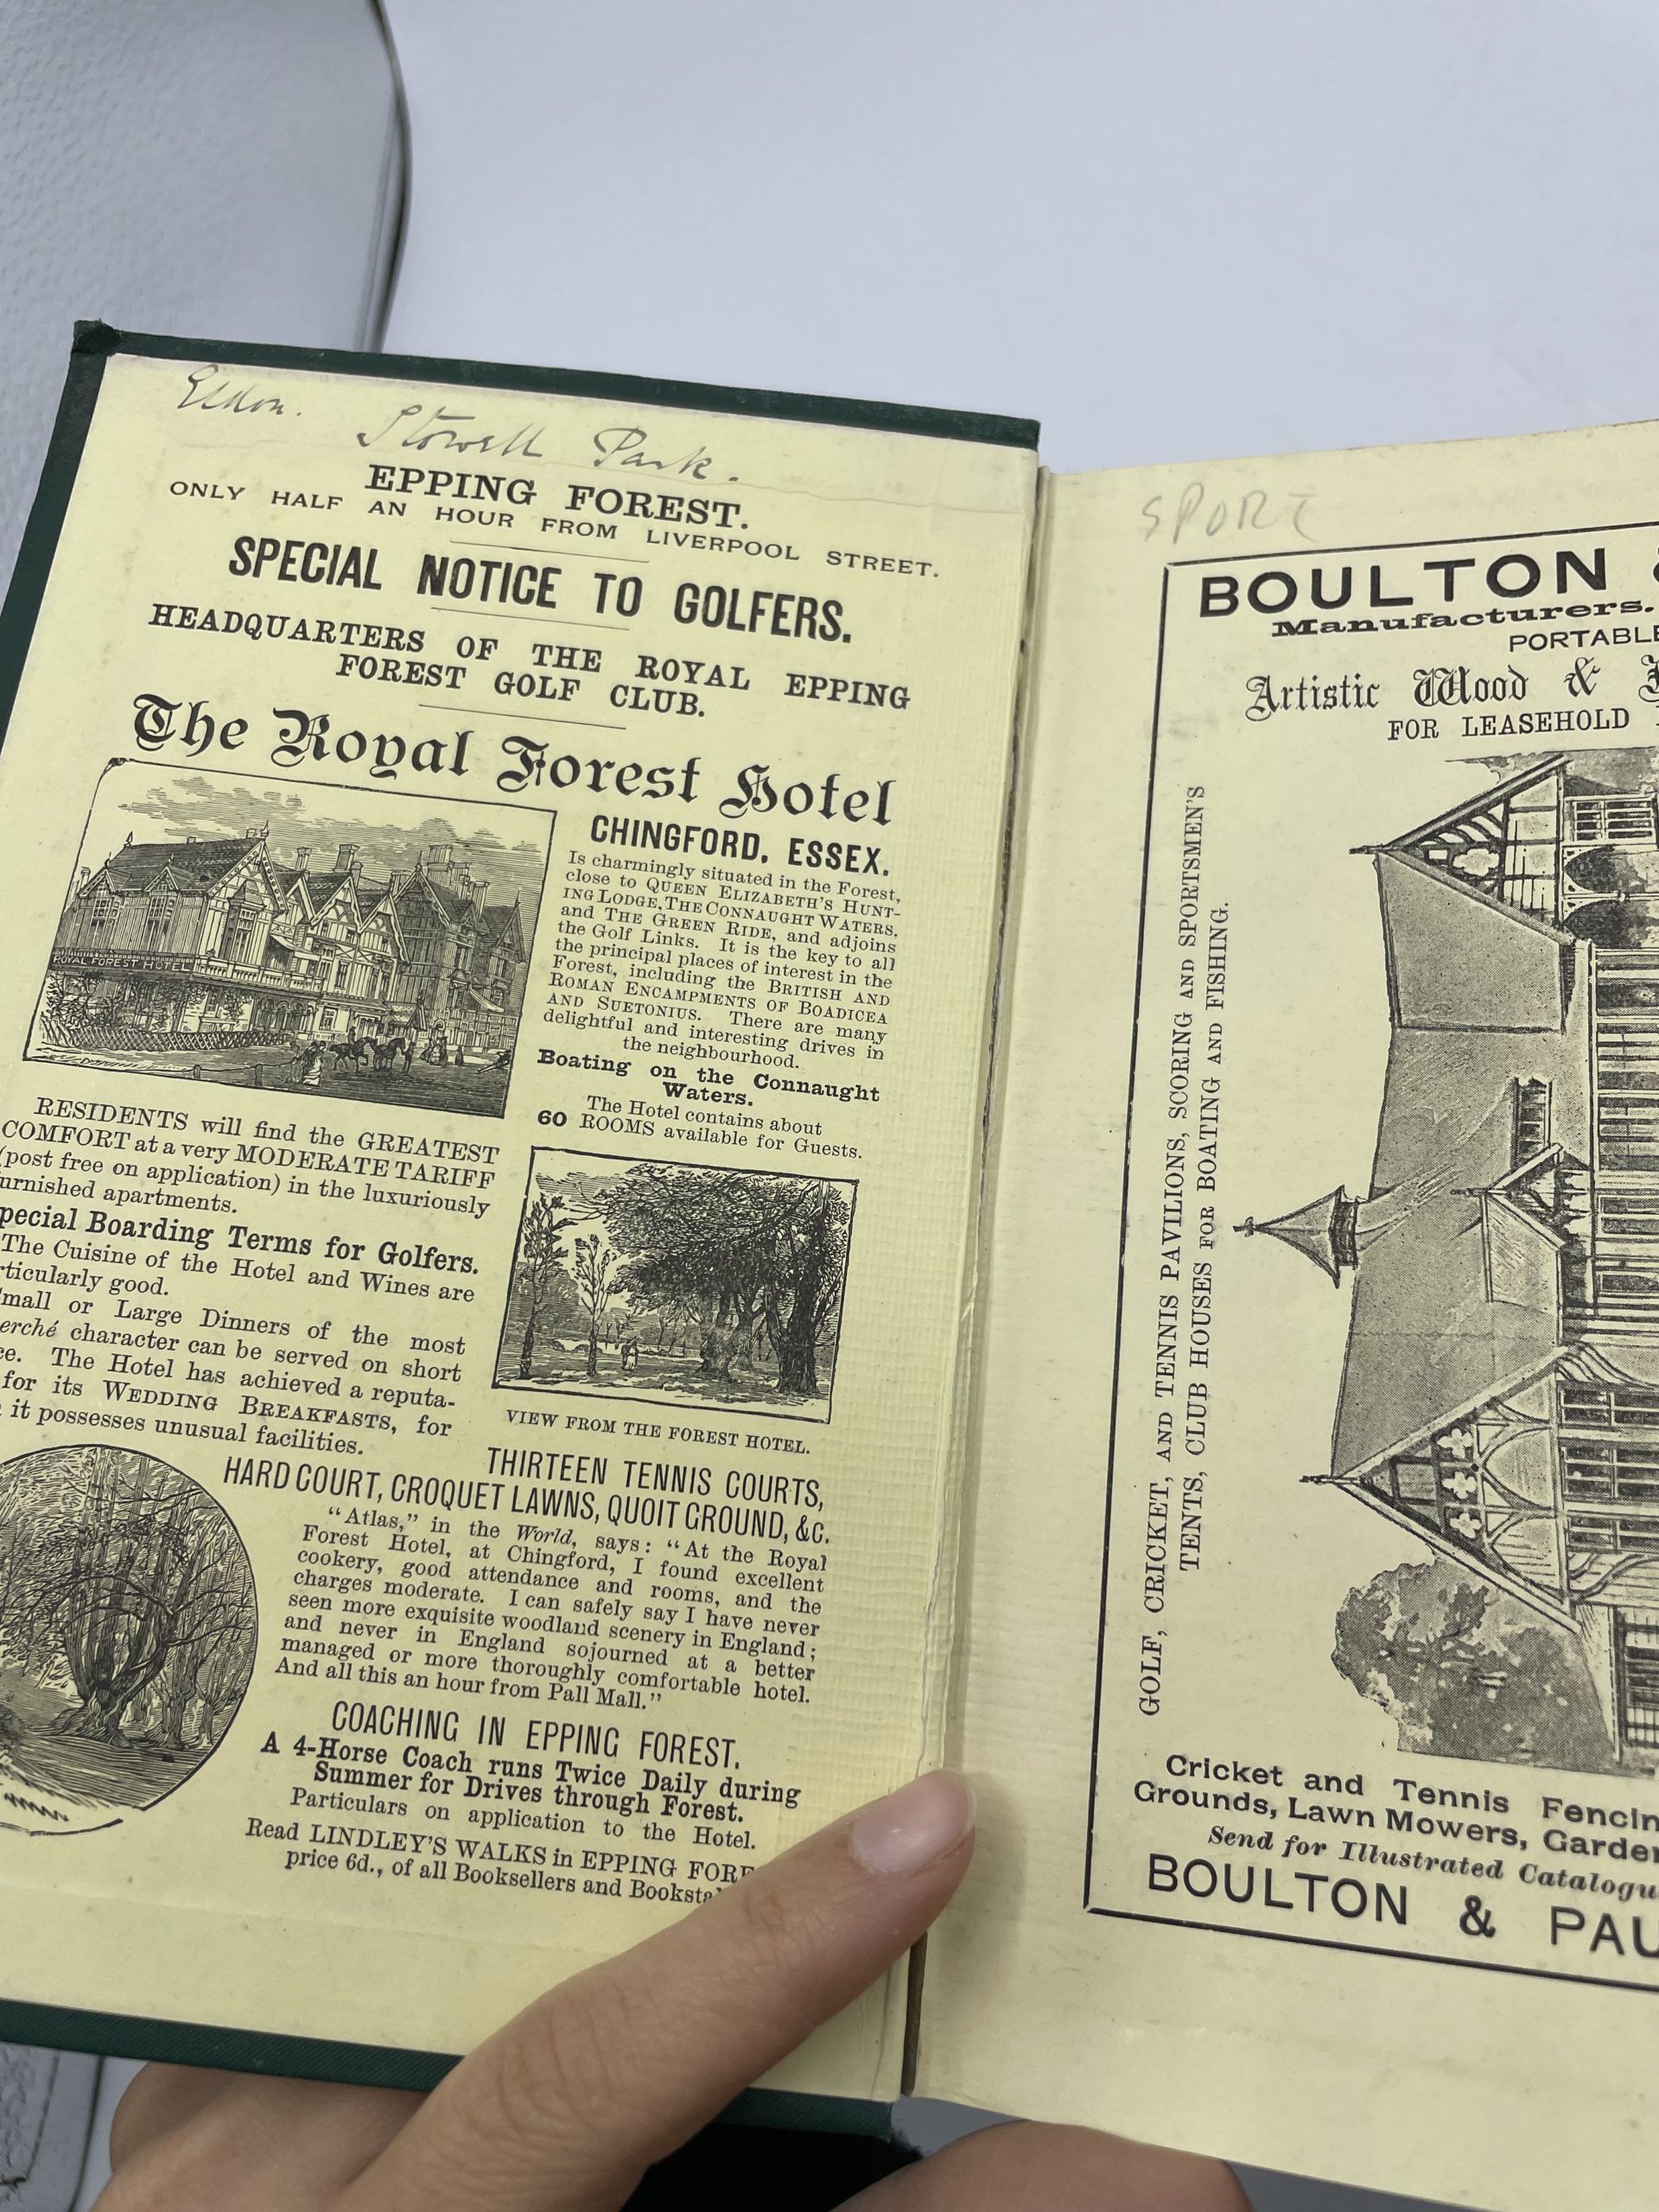 Eldon. Stowell Park.
EPPING FOREST.
ONLY HALF AN HOUR FROM LIVERPOOL STREET.
SPECIAL NOTICE TO GOLFERS.
HEADQUARTERS OF THE ROYAL EPPING
FOREST GOLF CLUB.
The Royal Forest Hotel
ROYAL FOREST HOTEL
CHINGFORD, ESSEX.
Is charmingly situated in the Forest,
close to QUEEN ELIZABETH'S HUNT-
ING LODGE, THE CONNAUGHT WATERS,
and THE GREEN RIDE, and adjoins
the Golf Links. It is the key to all
the principal places of interest in the
Forest, including the BRITISH AND
ROMAN ENCAMPMENTS OF BOADICEA
AND SUETONIUS. There are many
delightful and interesting drives in
the neighbourhood.
Boating on the Connaught
Waters.
The Hotel contains about
60 ROOMS available for Guests.
RESIDENTS will find the GREATEST
COMFORT at a very MODERATE TARIFF
(post free on application) in the luxuriously
urnished apartments.
pecial Boarding Terms for Golfers.
The Cuisine of the Hotel and Wines are
rticularly good.
mall or Large Dinners of the most
erché character can be served on short
ce. The Hotel has achieved a reputa-
for its WEDDING BREAKFASTS, for
it possesses unusual facilities.
VIEW FROM THE FOREST HOTEL.
THIRTEEN TENNIS COURTS,
HARD COURT, CROQUET LAWNS, QUOIT GROUND, &c.
"Atlas," in the World, says: "At the Royal
Forest Hotel, at Chingford, I found excellent
cookery, good attendance and rooms, and the
charges moderate. I can safely say I have never
seen more exquisite woodland scenery in England;
and never in England sojourned at a better
managed or more thoroughly comfortable hotel.
And all this an hour from Pall Mall."
COACHING IN EPPING FOREST.
A 4-Horse Coach runs Twice Daily during
Summer for Drives through Forest.
Particulars on application to the Hotel.
Read LINDLEY'S WALKS in EPPING FORE
price 6d., of all Booksellers and Booksta
SPORT
BOULTON &
Manufacturers.
PORTABLE
Artistic Wood &
FOR LEASEHOLD
GOLF, CRICKET, AND TENNIS PAVILIONS, SCORING AND SPORTSMEN'S
TENTS, CLUB HOUSES FOR BOATING AND FISHING.
Cricket and Tennis Fencin
Grounds, Lawn Mowers, Garden
Send for Illustrated Catalogu
BOULTON & PAU